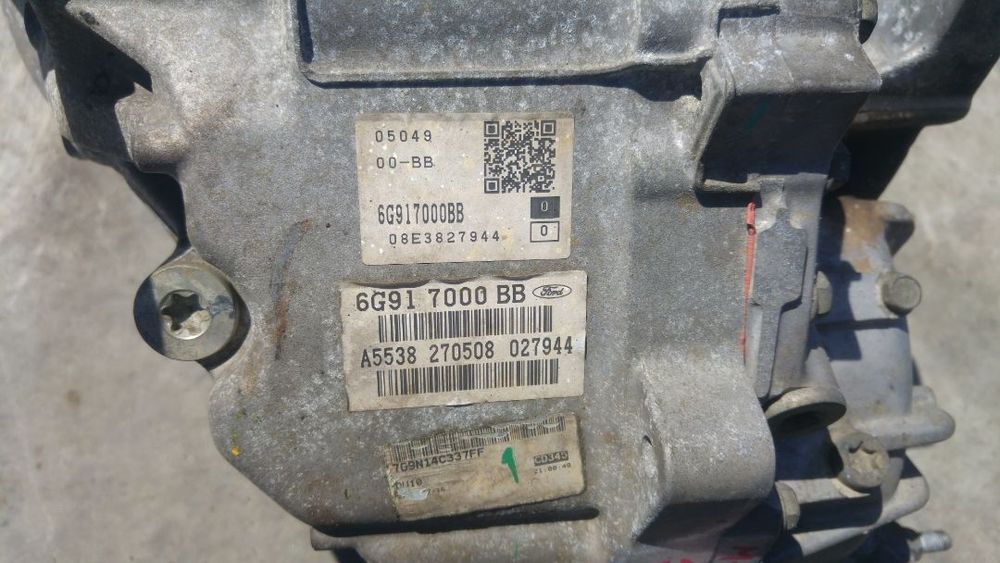 05049
00-BB
6G917000BB
0
08E3827944
0
6G91 7000 BB Ford
A5538 270508 027944
7G9N14C337FF
CD345